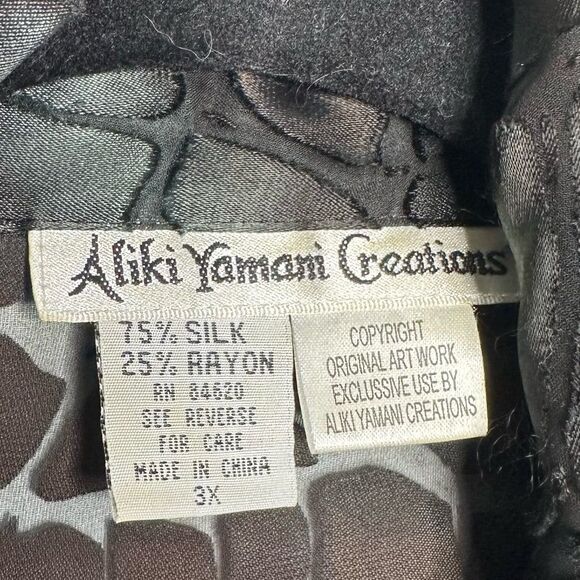 Aliki Yamani Creations
75% SILK
25% RAYON
RN 84620
SEE REVERSE
FOR CARE
MADE IN CHINA
3X
COPYRIGHT
ORIGINAL ART WORK
EXCLUSIVE USE BY
ALIKI YAMANI CREATIONS